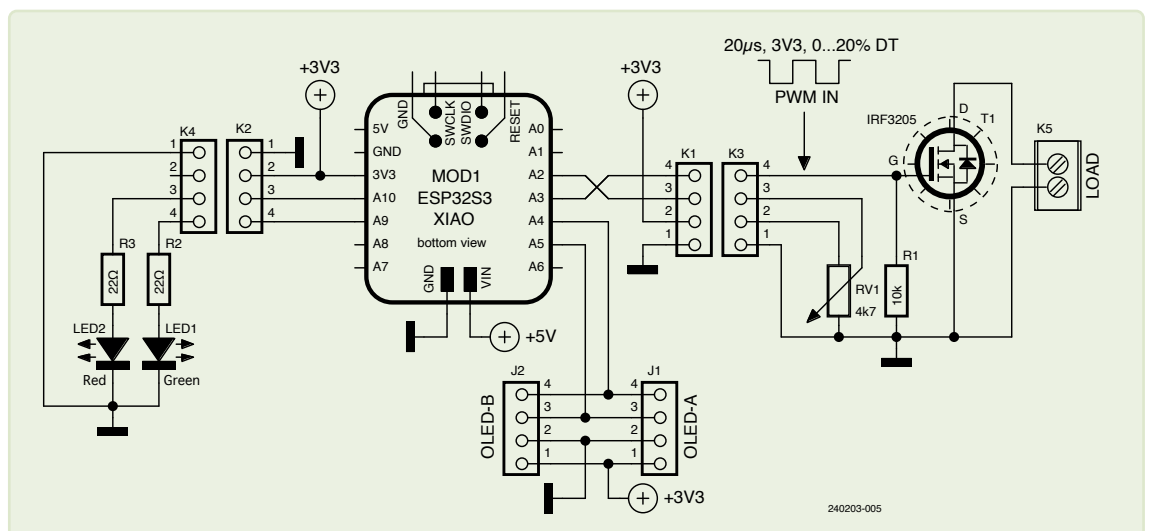 20µs, 3V3, 0...20% DT
PWM IN
+3V3
+3V3
GND
SWCLK
SWDIO
RESET
5V
GND
3V3
A10
A9
A8
A7
A0
A1
A2
A3
A4
A5
A6
MOD1
ESP32S3
XIAO
bottom view
GND
VIN
+5V
K4
1
2
3
4
K2
1
2
3
4
R3
22Ω
R2
22Ω
LED2
Red
LED1
Green
K1
4
3
2
1
K3
4
3
2
1
IRF3205
D
G
S
T1
K5
LOAD
RV1
4k7
R1
10k
J2
4
3
2
1
OLED-B
J1
4
3
2
1
OLED-A
+3V3
240203-005